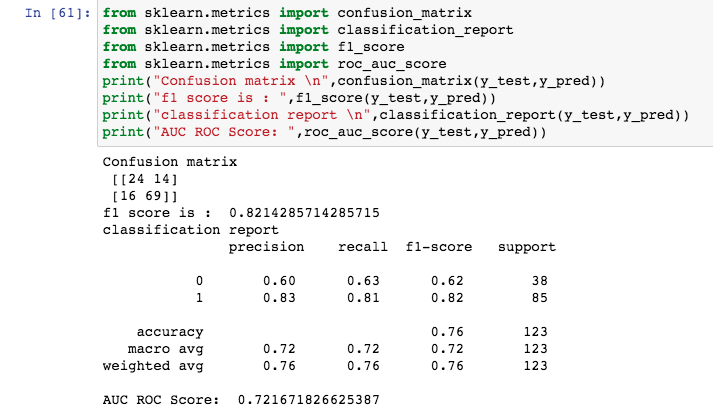 In [61]: from sklearn.metrics import confusion_matrix
from sklearn.metrics import classification_report
from sklearn.metrics import f1_score
from sklearn.metrics import roc_auc_score
print("Confusion matrix \n",confusion_matrix(y_test,y_pred))
print("f1 score is : ",f1_score(y_test,y_pred))
print("classification report \n",classification_report(y_test,y_pred))
print("AUC ROC Score: ",roc_auc_score(y_test,y_pred))
Confusion matrix
[[24 14]
[16 69]]
f1 score is :  0.8214285714285715
classification report
precision recall f1-score support
0 0.60 0.63 0.62 38
1 0.83 0.81 0.82 85
accuracy 0.76 123
macro avg 0.72 0.72 0.72 123
weighted avg 0.76 0.76 0.76 123
AUC ROC Score:  0.721671826625387